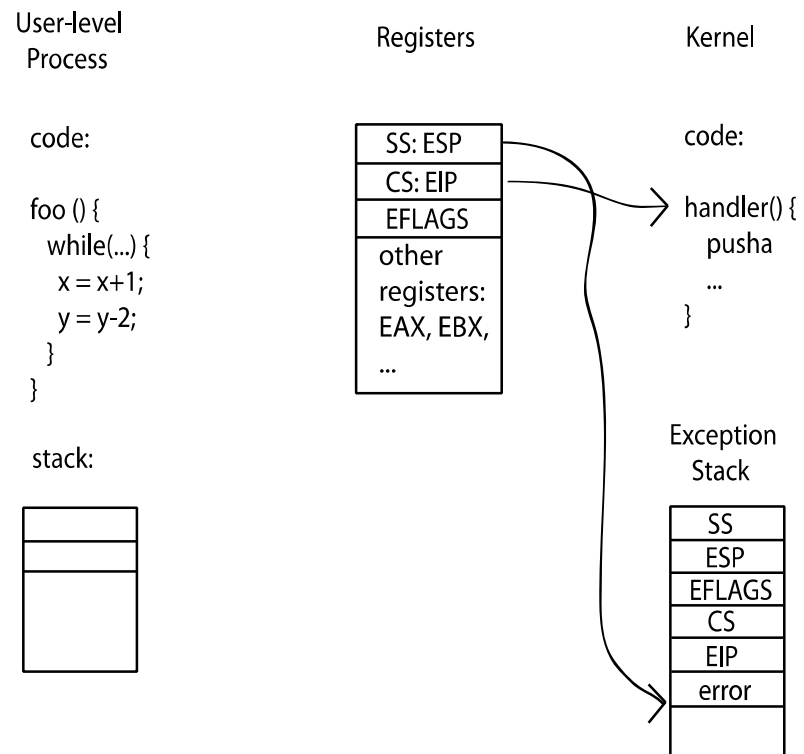 User-level
Process
code:
foo () {
while(...) {
x = x+1;
y = y-2;
}
}
stack:
Registers
SS: ESP
CS: EIP
EFLAGS
other
registers:
EAX, EBX,
...
Kernel
code:
handler() {
pusha
...
}
Exception
Stack
SS
ESP
EFLAGS
CS
EIP
error